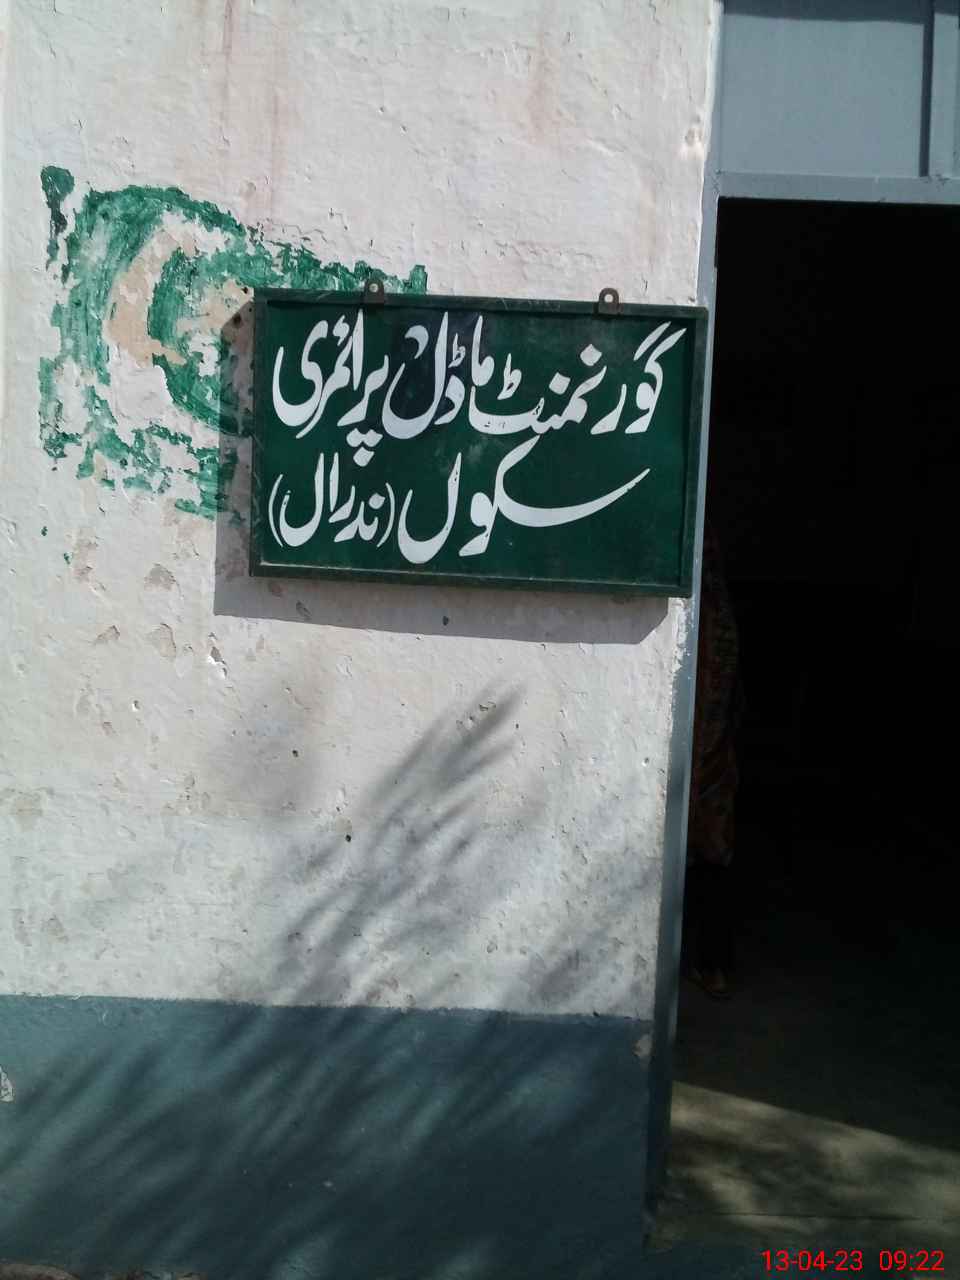 گورنمنٹ ماڈل پرائمری
سکول (ندرال)
13-04-23 09:22